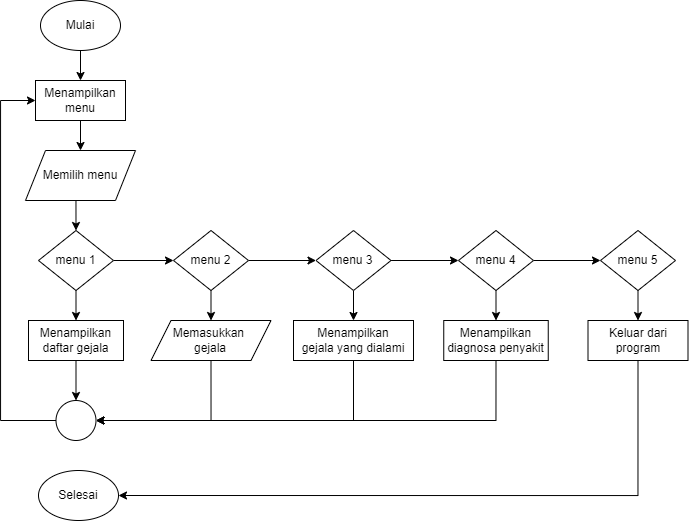 Mulai
Menampilkan
menu
Memilih menu
menu 1
menu 2
menu 3
menu 4
menu 5
Menampilkan
daftar gejala
Memasukkan
gejala
Menampilkan
gejala yang dialami
Menampilkan
diagnosa penyakit
Keluar dari
program
Selesai